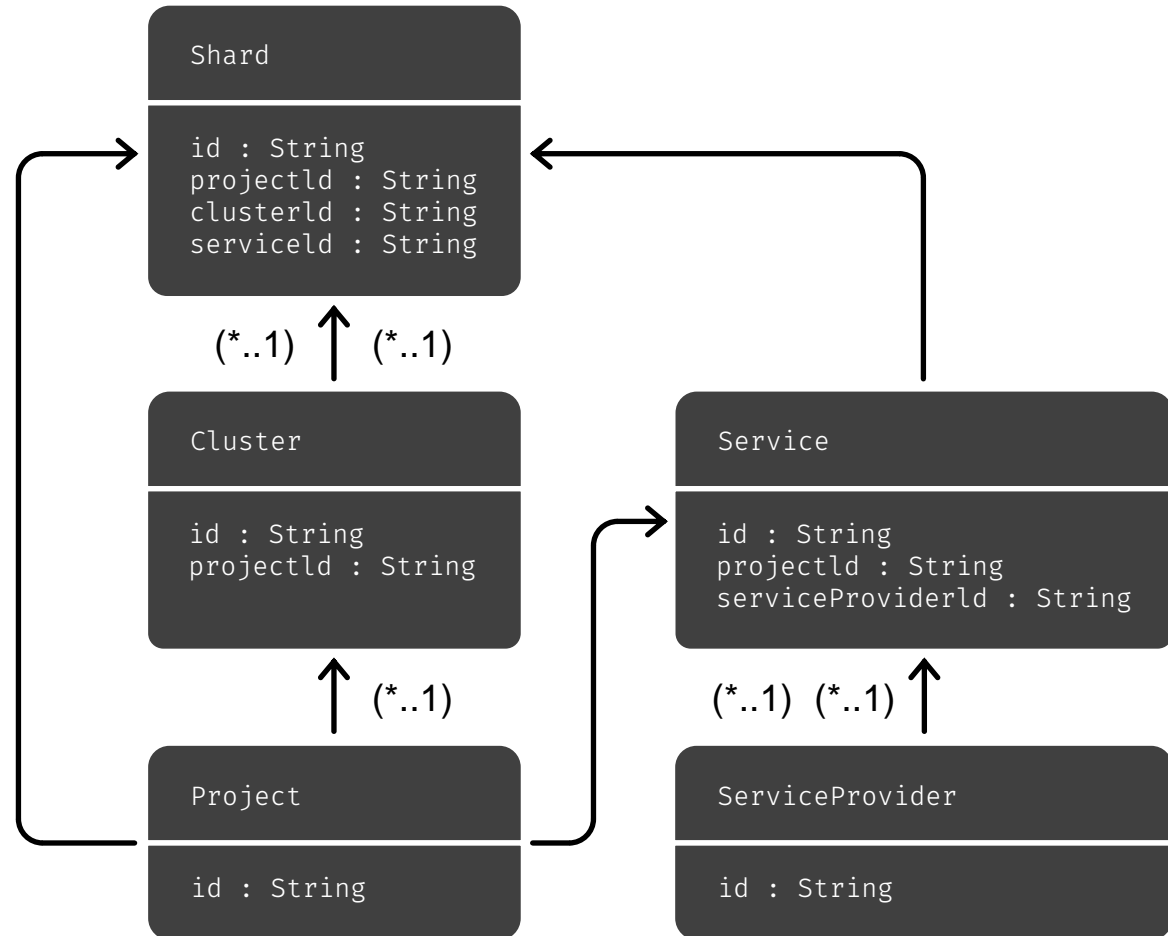 Shard
id : String
projectld : String
clusterld : String
serviceld : String
(*..1) (*..1)
Cluster
id : String
projectld : String
Service
id : String
projectld : String
serviceProviderld : String
(*..1)
(*..1) (*..1)
Project
id : String
ServiceProvider
id : String